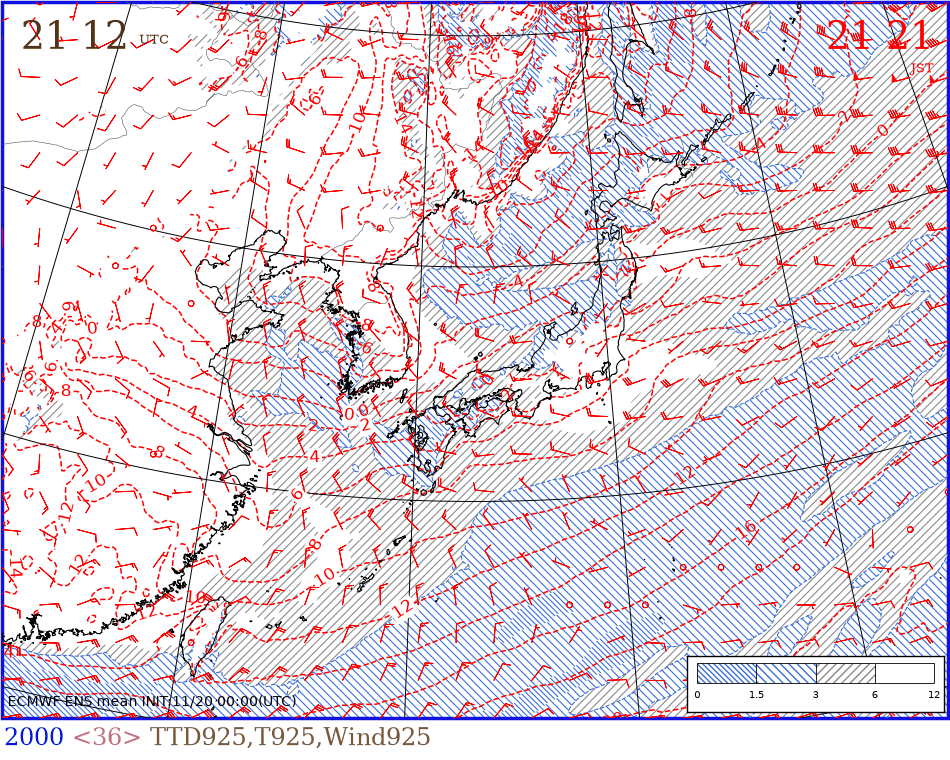 21 12 UTC
21 21
JST
ECMWF ENS mean INIT:11/20 00:00(UTC)
0 1.5 3 6 12
2000 <36> TTD925,T925,Wind925